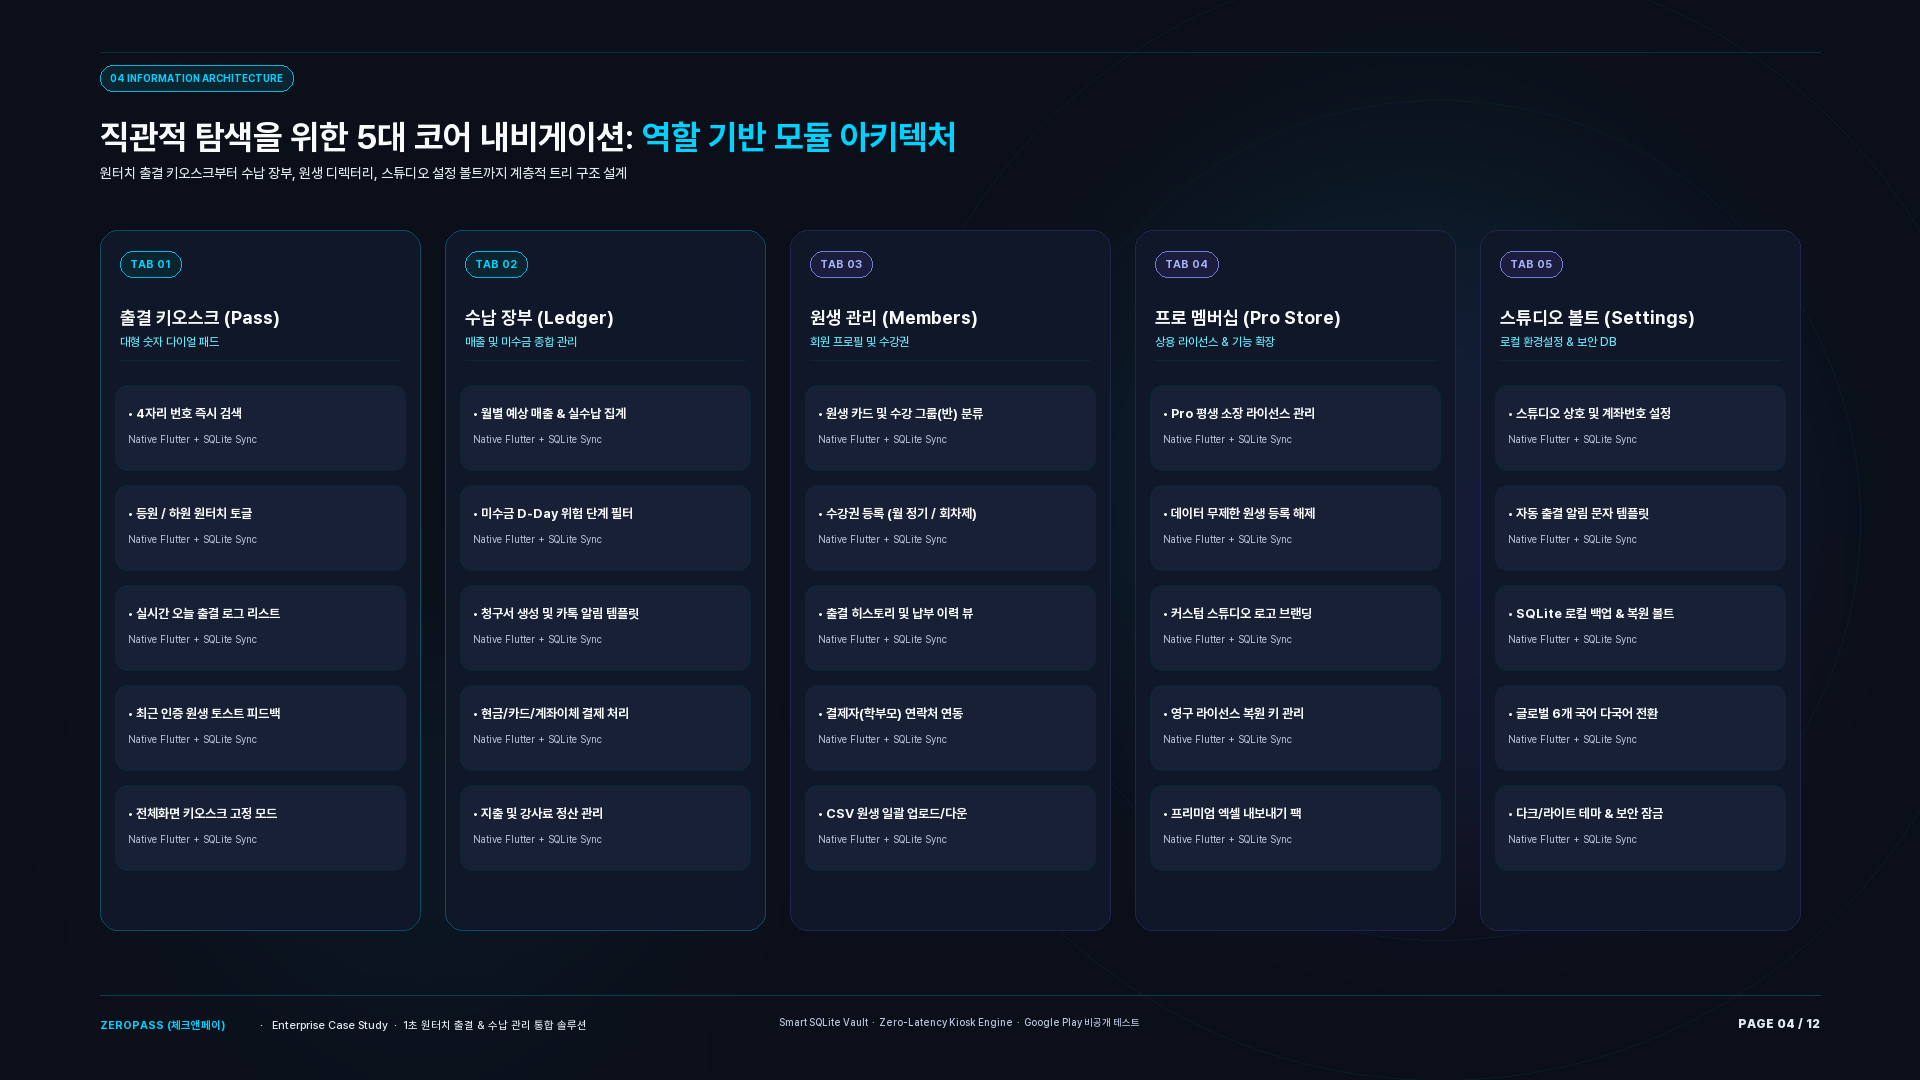 04 INFORMATION ARCHITECTURE
직관적 탐색을 위한 5대 코어 내비게이션: 역할 기반 모듈 아키텍처
원터치 출결 키오스크부터 수납 장부, 원생 디렉터리, 스튜디오 설정 볼트까지 계층적 트리 구조 설계
TAB 01
출결 키오스크 (Pass)
대형 숫자 다이얼 패드
• 4자리 번호 즉시 검색
Native Flutter + SQLite Sync
• 등원 / 하원 원터치 토글
Native Flutter + SQLite Sync
• 실시간 오늘 출결 로그 리스트
Native Flutter + SQLite Sync
• 최근 인증 원생 토스트 피드백
Native Flutter + SQLite Sync
• 전체화면 키오스크 고정 모드
Native Flutter + SQLite Sync
TAB 02
수납 장부 (Ledger)
매출 및 미수금 종합 관리
• 월별 예상 매출 & 실수납 집계
Native Flutter + SQLite Sync
• 미수금 D-Day 위험 단계 필터
Native Flutter + SQLite Sync
• 청구서 생성 및 카톡 알림 템플릿
Native Flutter + SQLite Sync
• 현금/카드/계좌이체 결제 처리
Native Flutter + SQLite Sync
• 지출 및 강사료 정산 관리
Native Flutter + SQLite Sync
TAB 03
원생 관리 (Members)
회원 프로필 및 수강권
• 원생 카드 및 수강 그룹(반) 분류
Native Flutter + SQLite Sync
• 수강권 등록 (월 정기 / 회차제)
Native Flutter + SQLite Sync
• 출결 히스토리 및 납부 이력 뷰
Native Flutter + SQLite Sync
• 결제자(학부모) 연락처 연동
Native Flutter + SQLite Sync
• CSV 원생 일괄 업로드/다운
Native Flutter + SQLite Sync
TAB 04
프로 멤버십 (Pro Store)
상용 라이선스 & 기능 확장
• Pro 평생 소장 라이선스 관리
Native Flutter + SQLite Sync
• 데이터 무제한 원생 등록 해제
Native Flutter + SQLite Sync
• 커스텀 스튜디오 로고 브랜딩
Native Flutter + SQLite Sync
• 영구 라이선스 복원 키 관리
Native Flutter + SQLite Sync
• 프리미엄 엑셀 내보내기 팩
Native Flutter + SQLite Sync
TAB 05
스튜디오 볼트 (Settings)
로컬 환경설정 & 보안 DB
• 스튜디오 상호 및 계좌번호 설정
Native Flutter + SQLite Sync
• 자동 출결 알림 문자 템플릿
Native Flutter + SQLite Sync
• SQLite 로컬 백업 & 복원 볼트
Native Flutter + SQLite Sync
• 글로벌 6개 국어 다국어 전환
Native Flutter + SQLite Sync
• 다크/라이트 테마 & 보안 잠금
Native Flutter + SQLite Sync
ZEROPASS (체크앤페이) · Enterprise Case Study · 1초 원터치 출결 & 수납 관리 통합 솔루션
Smart SQLite Vault · Zero-Latency Kiosk Engine · Google Play 비공개 테스트
PAGE 04 / 12